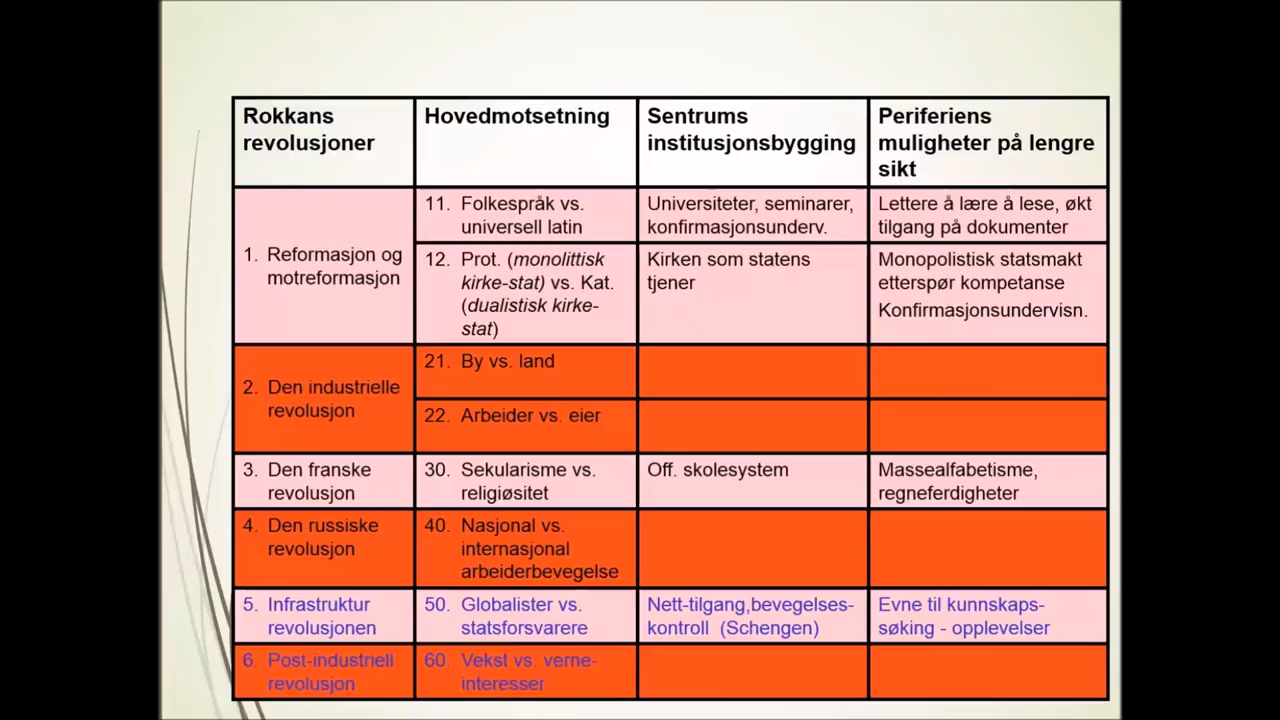 Rokkans
revolusjoner
Hovedmotsetning
Sentrums
institusjonsbygging
Periferiens
muligheter på lengre
sikt
1. Reformasjon og
motreformasjon
11. Folkespråk vs.
universell latin
Universiteter, seminarer,
konfirmasjonsunderv.
Lettere å lære å lese, økt
tilgang på dokumenter
12. Prot. (monolittisk
kirke-stat) vs. Kat.
(dualistisk kirke-
stat)
Kirken som statens
tjener
Monopolistisk statsmakt
etterspør kompetanse
Konfirmasjonsundervisn.
2. Den industrielle
revolusjon
21. By vs. land
22. Arbeider vs. eier
3. Den franske
revolusjon
30. Sekularisme vs.
religiøsitet
Off. skolesystem
Massealfabetisme,
regneferdigheter
4. Den russiske
revolusjon
40. Nasjonal vs.
internasjonal
arbeiderbevegelse
5. Infrastruktur
revolusjonen
50. Globalister vs.
statsforsvarere
Nett-tilgang,bevegelses-
kontroll (Schengen)
Evne til kunnskaps-
søking - opplevelser
6. Post-industriell
revolusjon
60. Vekst vs. verne-
interesser